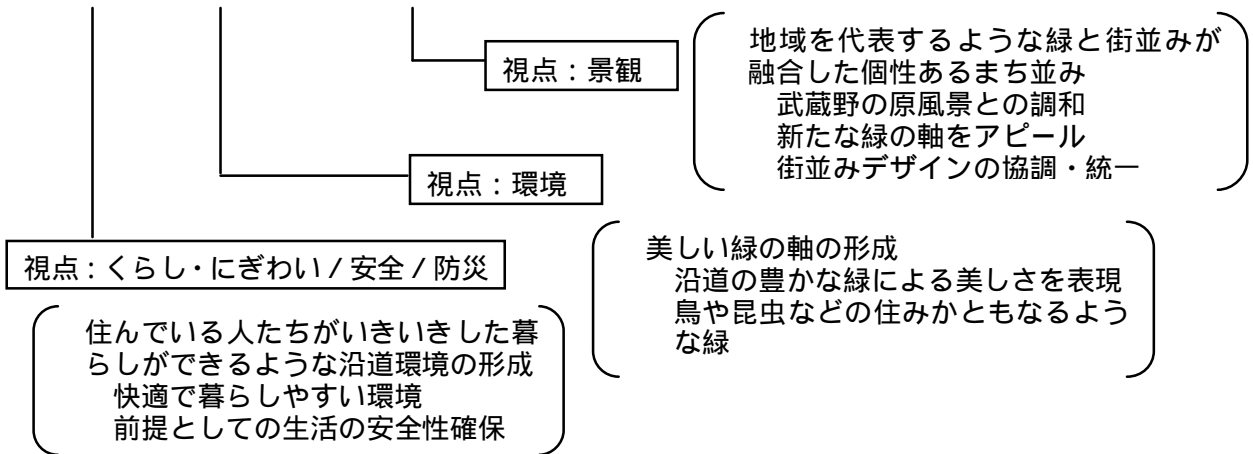 視点：景観
地域を代表するような緑と街並みが
融合した個性あるまち並み
武蔵野の原風景との調和
新たな緑の軸をアピール
街並みデザインの協調・統一
視点：環境
美しい緑の軸の形成
沿道の豊かな緑による美しさを表現
鳥や昆虫などの住みかともなるよう
な緑
視点：くらし・にぎわい/安全/防災
住んでいる人たちがいきいきした暮
らしができるような沿道環境の形成
快適で暮らしやすい環境
前提としての生活の安全性確保